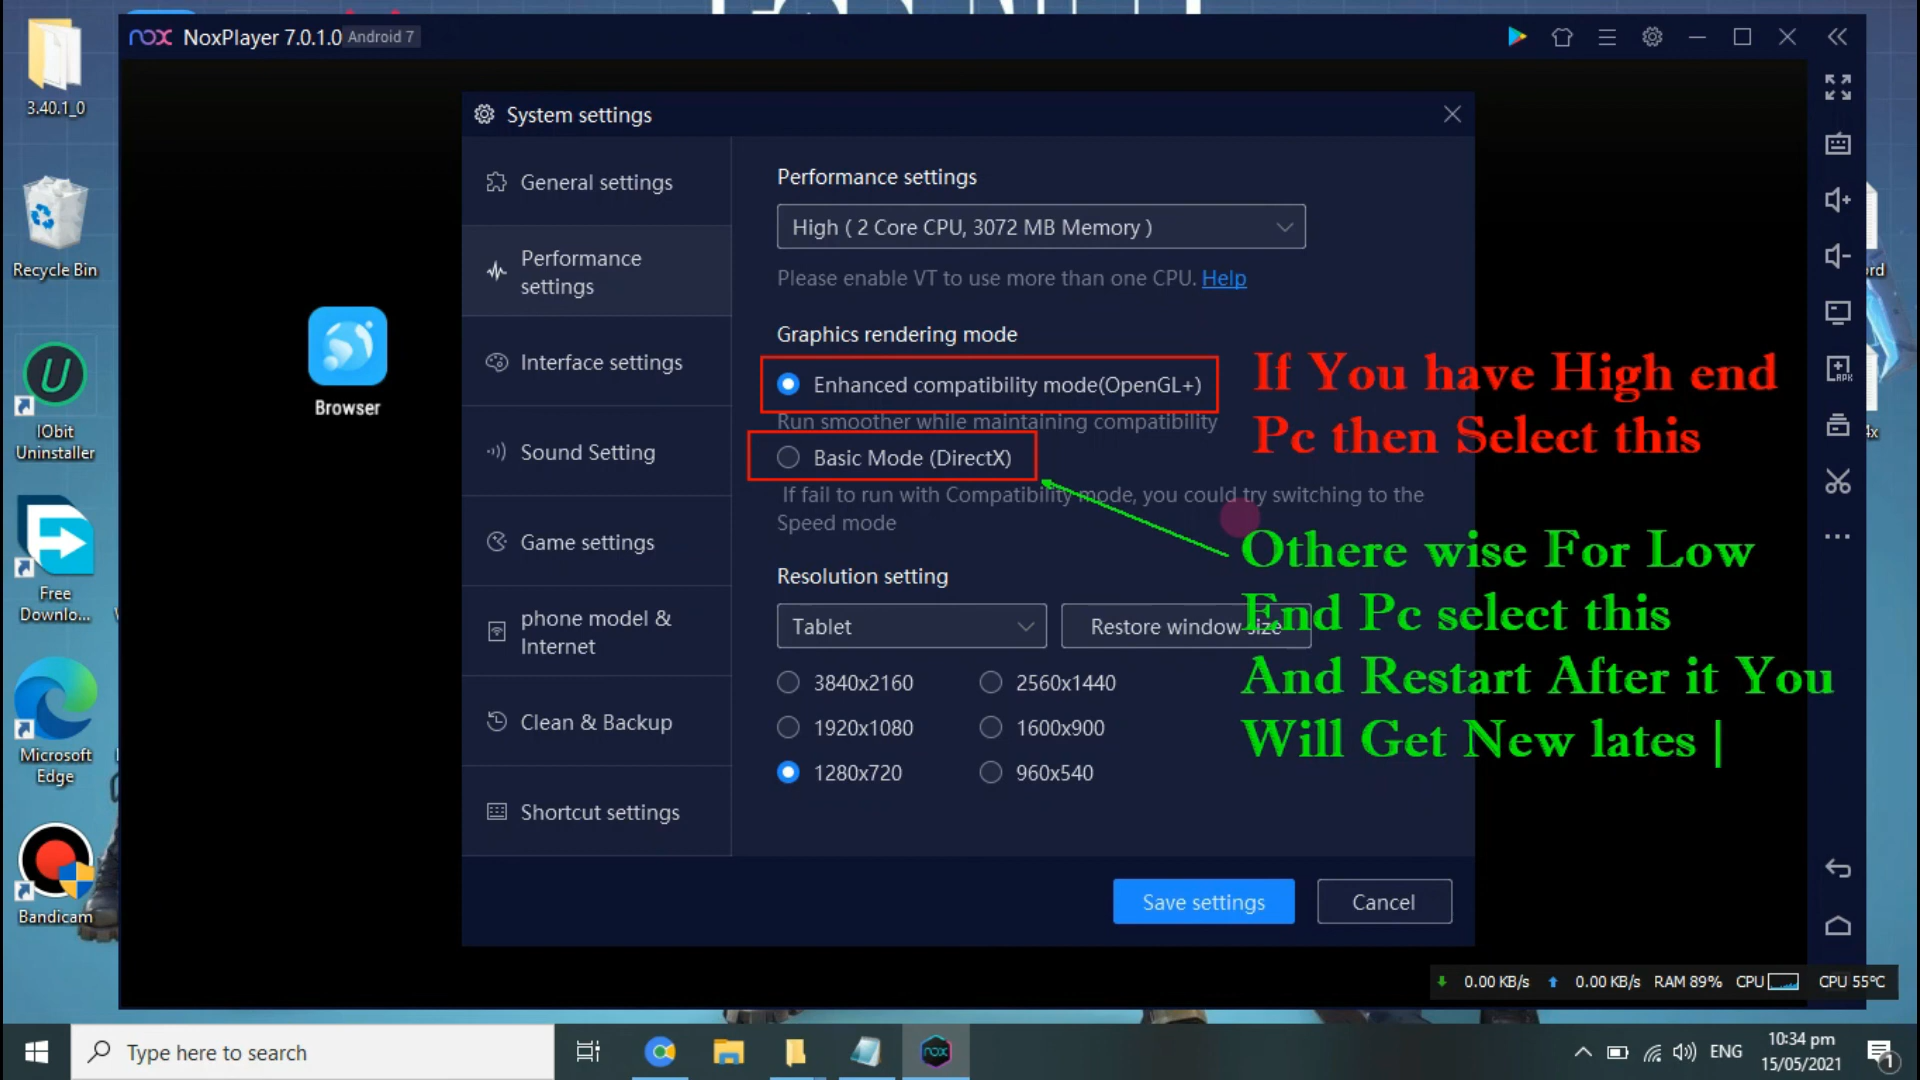 3.40.1_0
Recycle Bin
IObit
Uninstaller
Free
Downlo...
Microsoft
Edge
Bandicam
nox NoxPlayer 7.0.1.0 Android 7
Browser
System settings
General settings
Performance
settings
Interface settings
Sound Setting
Game settings
phone model &
Internet
Clean & Backup
Shortcut settings
Performance settings
High ( 2 Core CPU, 3072 MB Memory )
Please enable VT to use more than one CPU. Help
Graphics rendering mode
Enhanced compatibility mode(OpenGL+)
Run smoother while maintaining compatibility
Basic Mode (DirectX)
If fail to run with Compatibility mode, you could try switching to the
Speed mode
Resolution setting
Tablet
Restore window size
3840x2160
2560x1440
1920x1080
1600x900
1280x720
960x540
Save settings
Cancel
If You have High end
Pc then Select this
Othere wise For Low
End Pc select this
And Restart After it You
Will Get New lates |
APK
rd
0.00 KB/s 0.00 KB/s RAM 89% CPU CPU 55°C
Type here to search
nox
ENG
10:34 pm
15/05/2021
1